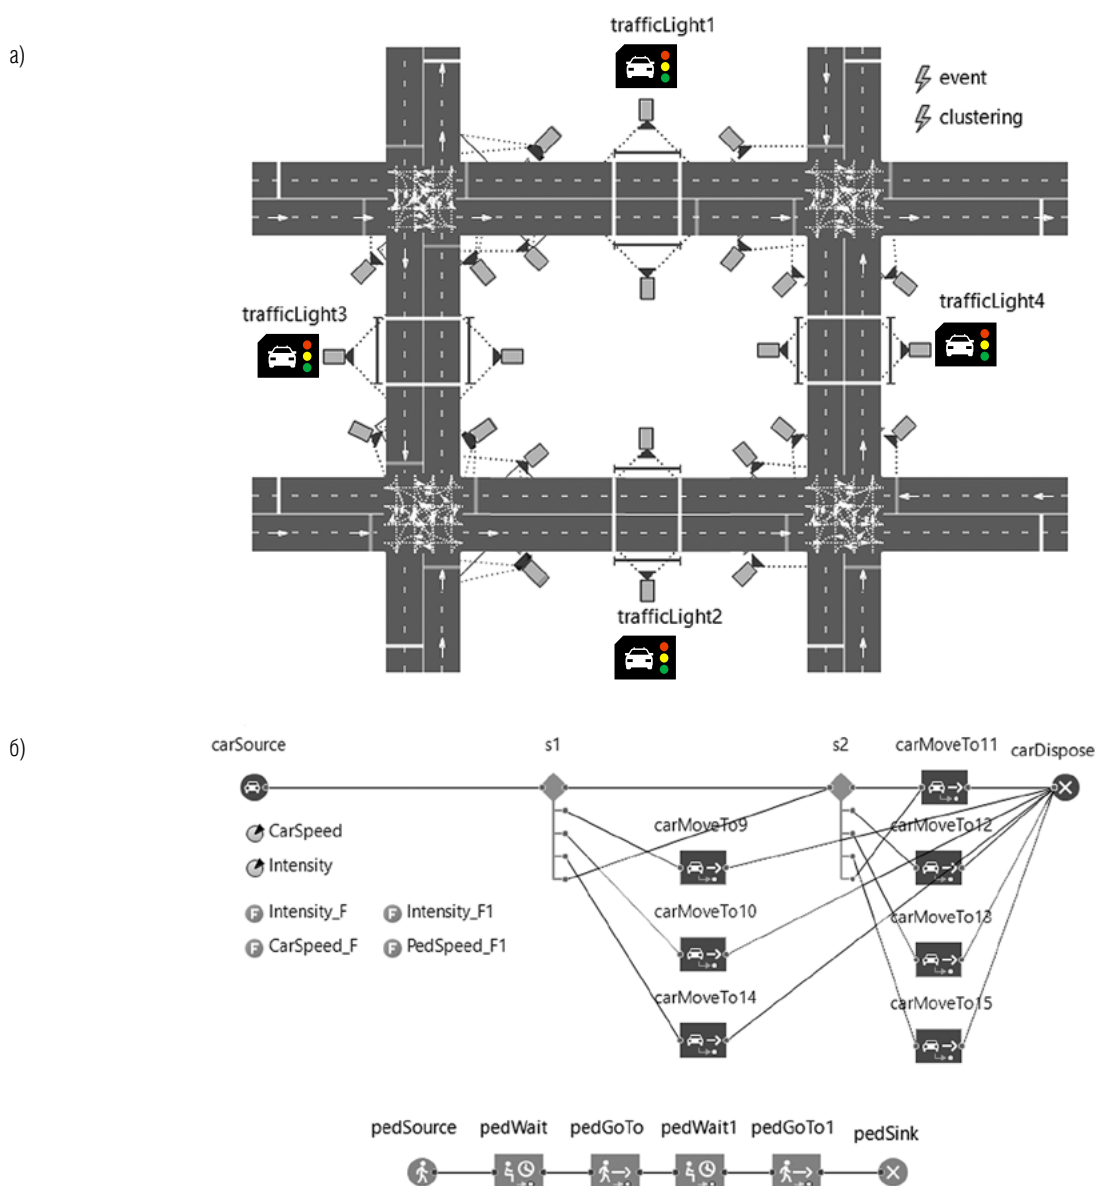 а)
trafficLight1
event
clustering
trafficLight3
trafficLight4
trafficLight2
б)
carSource
s1
s2
carMoveTo11
carDispose
CarSpeed
carMoveTo9
carMoveTo12
Intensity
Intensity_F
Intensity_F1
carMoveTo10
carMoveTo13
CarSpeed_F
PedSpeed_F1
carMoveTo14
carMoveTo15
pedSource
pedWait
pedGoTo
pedWait1
pedGoTo1
pedSink